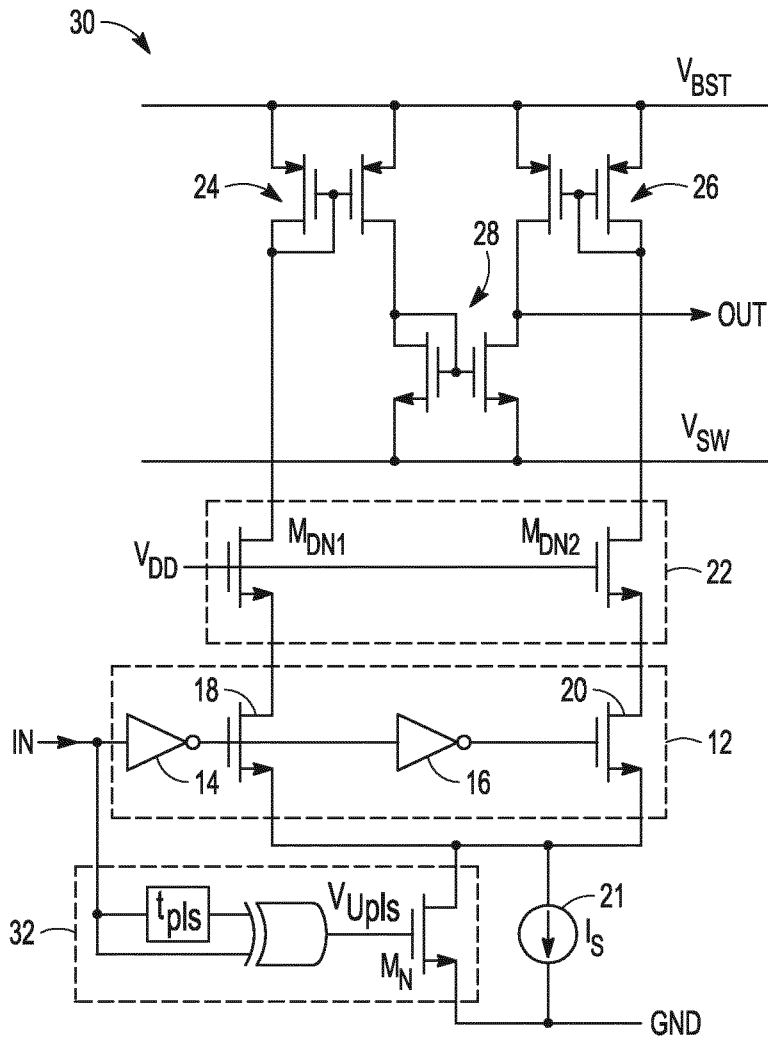 30
V_BST
24
26
28
OUT
V_SW
M_DN1
M_DN2
V_DD
22
18
20
IN
14
16
12
t_pls
V_Upls
21
I_S
32
M_N
GND